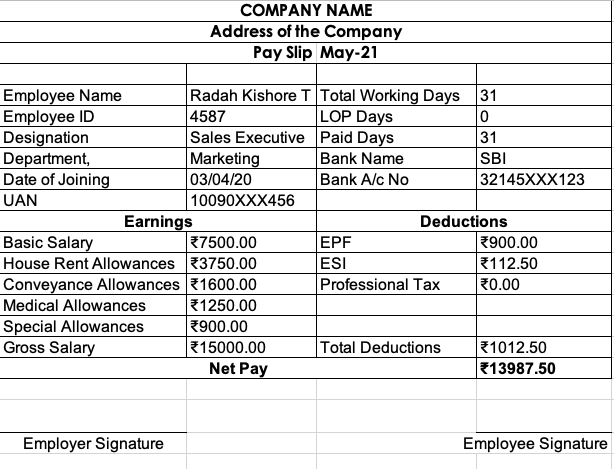 COMPANY NAME
Address of the Company
Pay Slip May-21
Employee Name Radah Kishore T Total Working Days 31
Employee ID 4587 LOP Days 0
Designation Sales Executive Paid Days 31
Department, Marketing Bank Name SBI
Date of Joining 03/04/20 Bank A/c No 32145XXX123
UAN 10090XXX456
Earnings Deductions
Basic Salary ₹7500.00 EPF ₹900.00
House Rent Allowances ₹3750.00 ESI ₹112.50
Conveyance Allowances ₹1600.00 Professional Tax ₹0.00
Medical Allowances ₹1250.00
Special Allowances ₹900.00
Gross Salary ₹15000.00 Total Deductions ₹1012.50
Net Pay ₹13987.50
Employer Signature Employee Signature